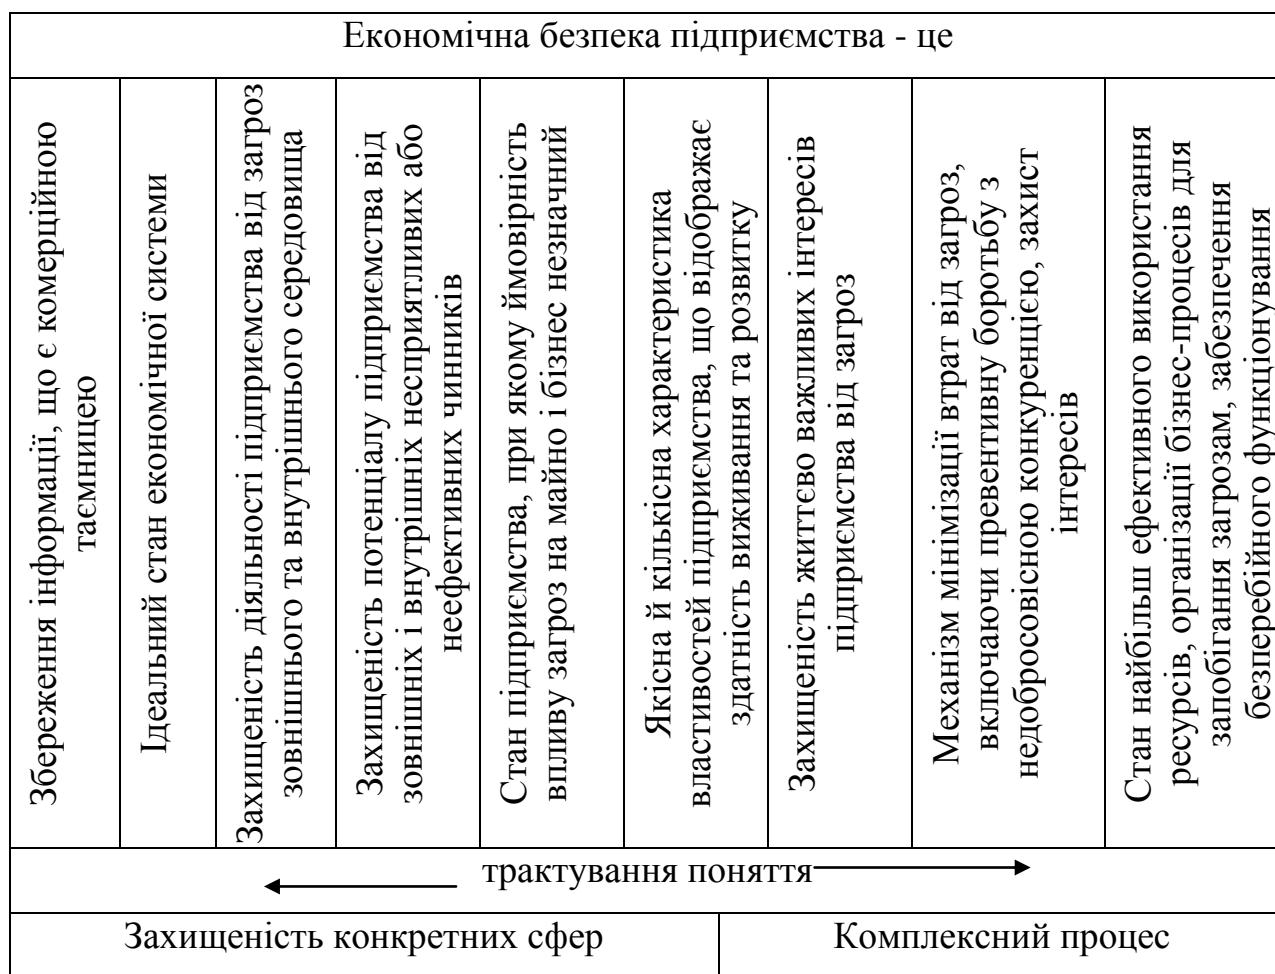 Економічна безпека підприємства - це
Збереження інформації, що є комерційною
таємницею
Ідеальний стан економічної системи
Захищеність діяльності підприємства від загроз
зовнішнього та внутрішнього середовища
Захищеність потенціалу підприємства від
зовнішніх і внутрішніх несприятливих або
неефективних чинників
Стан підприємства, при якому ймовірність
впливу загроз на майно і бізнес незначний
Якісна й кількісна характеристика
властивостей підприємства, що відображає
здатність виживання та розвитку
Захищеність життєво важливих інтересів
підприємства від загроз
Механізм мінімізації втрат від загроз,
включаючи превентивну боротьбу з
недобросовісною конкуренцією, захист
інтересів
Стан найбільш ефективного використання
ресурсів, організації бізнес-процесів для
запобігання загрозам, забезпечення
безперебійного функціонування
трактування поняття
Захищеність конкретних сфер
Комплексний процес